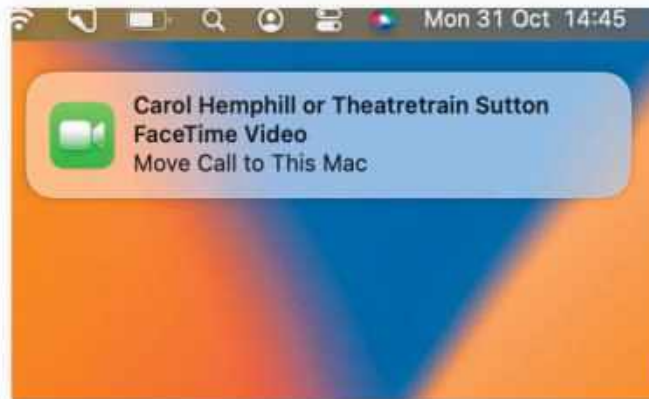 Mon 31 Oct 14:45
Carol Hemphill or Theatretrain Sutton
FaceTime Video
Move Call to This Mac